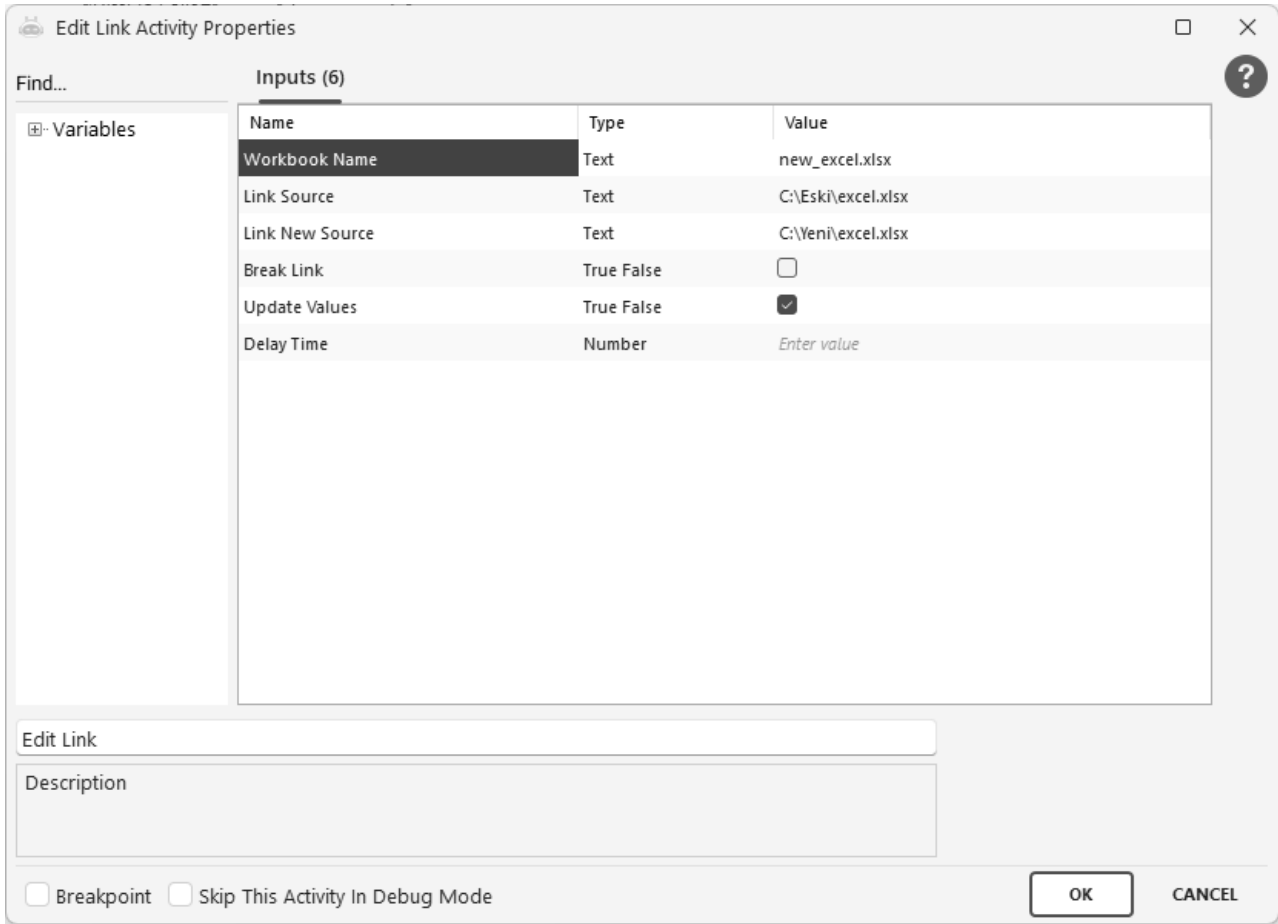 Edit Link Activity Properties
Find...
Inputs (6)
?
Variables
Name Type Value
Workbook Name Text new_excel.xlsx
Link Source Text C:\Eski\excel.xlsx
Link New Source Text C:\Yeni\excel.xlsx
Break Link True False
Update Values True False
Delay Time Number Enter value
Edit Link
Description
Breakpoint Skip This Activity In Debug Mode OK CANCEL